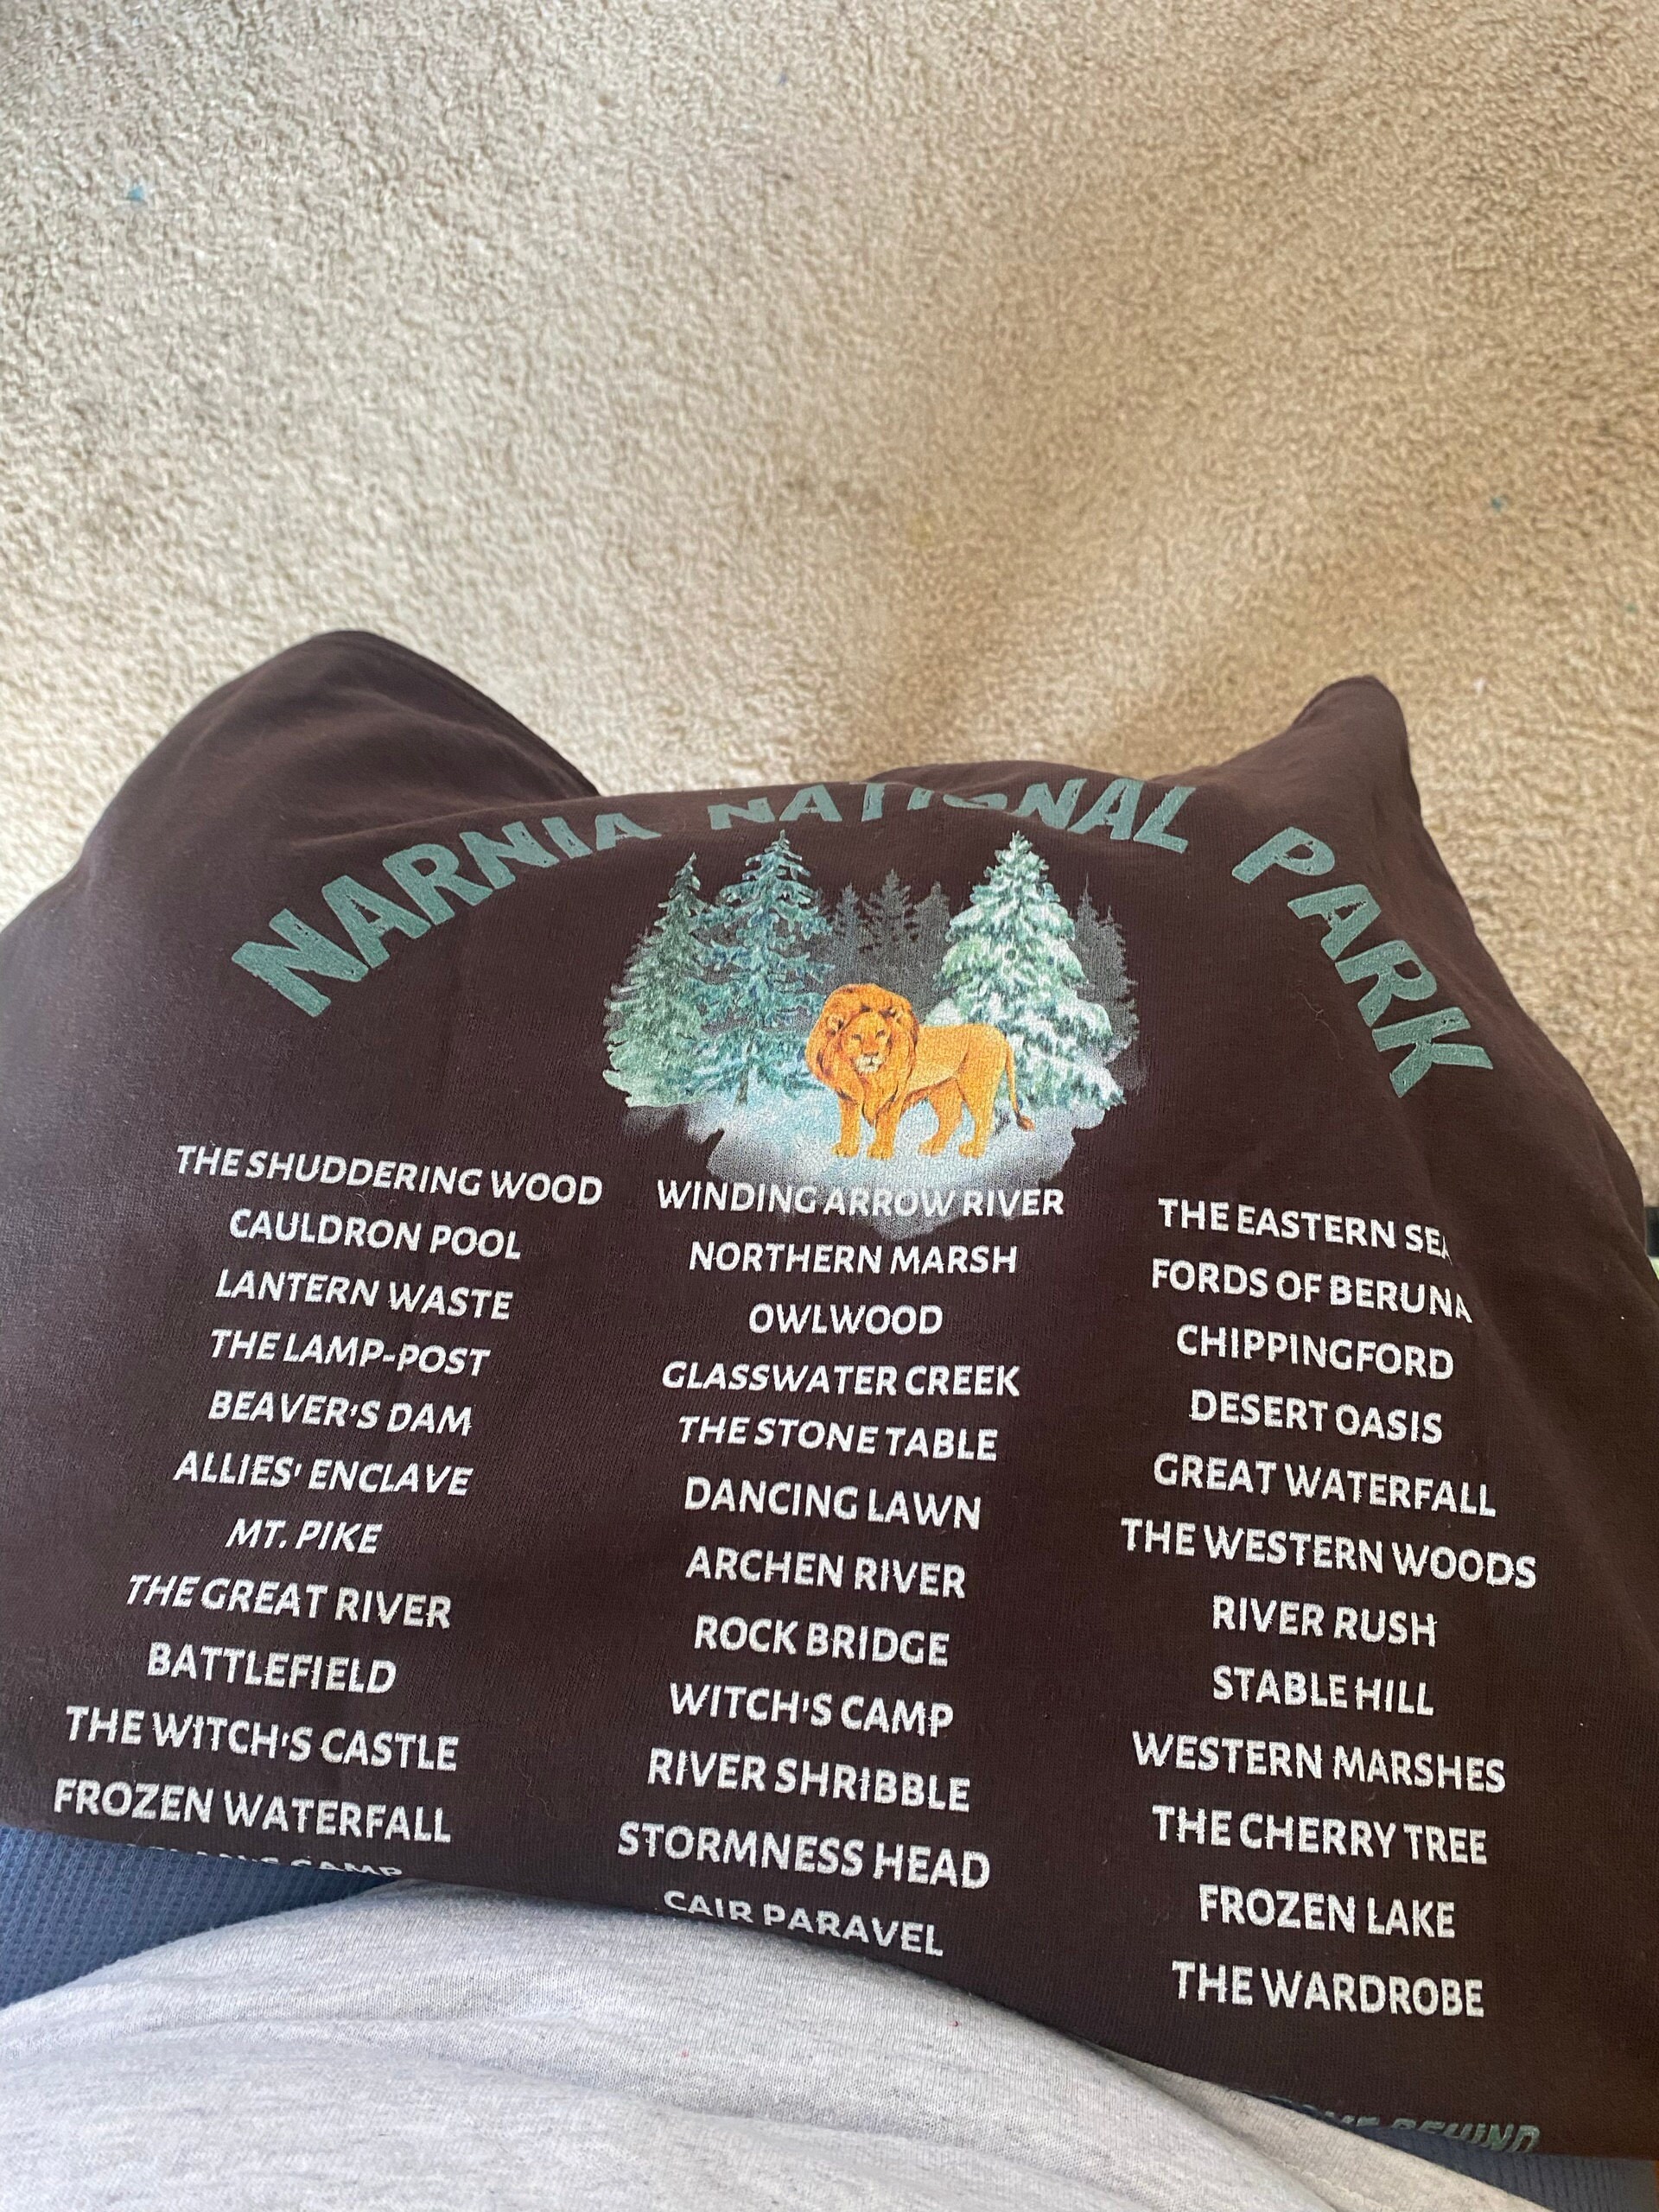 NARNIA NATIONAL PARK
THE SHUDDERING WOOD
CAULDRON POOL
LANTERN WASTE
THE LAMP-POST
BEAVER'S DAM
ALLIES' ENCLAVE
MT. PIKE
THE GREAT RIVER
BATTLEFIELD
THE WITCH'S CASTLE
FROZEN WATERFALL
CAMP
WINDING ARROW RIVER
NORTHERN MARSH
OWLWOOD
GLASSWATER CREEK
THE STONE TABLE
DANCING LAWN
ARCHEN RIVER
ROCK BRIDGE
WITCH'S CAMP
RIVER SHRIBBLE
STORMNESS HEAD
CAIR PARAVEL
THE EASTERN SEA
FORDS OF BERUNA
CHIPPINGFORD
DESERT OASIS
GREAT WATERFALL
THE WESTERN WOODS
RIVER RUSH
STABLE HILL
WESTERN MARSHES
THE CHERRY TREE
FROZEN LAKE
THE WARDROBE
BEHIND